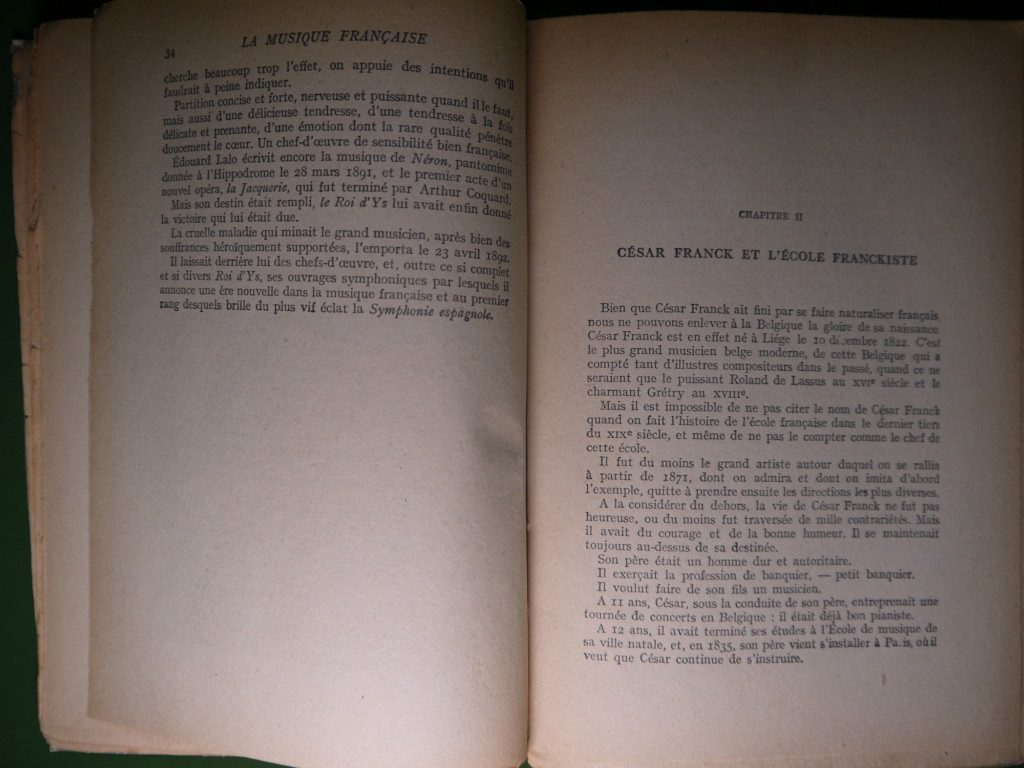 34
LA MUSIQUE FRANÇAISE
cherche beaucoup trop l'effet, on appuie des intentions qu'il
faudrait à peine indiquer.
Partition concise et forte, nerveuse et puissante quand il le faut,
mais aussi d'une délicieuse tendresse, d'une tendresse à la fois
délicate et prenante, d'une émotion dont la rare qualité pénètre
doucement le cœur. Un chef-d'œuvre de sensibilité bien française.
Édouard Lalo écrivit encore la musique de Néron, pantomime
donnée à l'Hippodrome le 28 mars 1891, et le premier acte d'un
nouvel opéra, la Jacquerie, qui fut terminé par Arthur Coquard.
Mais son destin était rempli, le Roi d'Ys lui avait enfin donné
la victoire qui lui était due.
La cruelle maladie qui minait le grand musicien, après bien des
souffrances héroïquement supportées, l'emporta le 23 avril 1892.
Il laissait derrière lui des chefs-d'œuvre, et, outre ce si complet
et si divers Roi d'Ys, ses ouvrages symphoniques par lesquels il
annonce une ère nouvelle dans la musique française et au premier
rang desquels brille du plus vif éclat la Symphonie espagnole.
CHAPITRE II
CÉSAR FRANCK ET L'ÉCOLE FRANCKISTE
Bien que César Franck ait fini par se faire naturaliser français
nous ne pouvons enlever à la Belgique la gloire de sa naissance
César Franck est en effet né à Liége le 10 décembre 1822. C'est
le plus grand musicien belge moderne, de cette Belgique qui a
compté tant d'illustres compositeurs dans le passé, quand ce ne
seraient que le puissant Roland de Lassus au XVIe siècle et le
charmant Grétry au XVIIIe.
Mais il est impossible de ne pas citer le nom de César Franck
quand on fait l'histoire de l'école française dans le dernier tiers
du XIXe siècle, et même de ne pas le compter comme le chef de
cette école.
Il fut du moins le grand artiste autour duquel on se rallia
à partir de 1871, dont on admira et dont on imita d'abord
l'exemple, quitte à prendre ensuite les directions les plus diverses.
A la considérer du dehors, la vie de César Franck ne fut pas
heureuse, ou du moins fut traversée de mille contrariétés. Mais
il avait du courage et de la bonne humeur. Il se maintenait
toujours au-dessus de sa destinée.
Son père était un homme dur et autoritaire.
Il exerçait la profession de banquier, — petit banquier.
Il voulut faire de son fils un musicien.
A 11 ans, César, sous la conduite de son père, entreprenait une
tournée de concerts en Belgique : il était déjà bon pianiste.
A 12 ans, il avait terminé ses études à l'École de musique de
sa ville natale, et, en 1835, son père vient s'installer à Paris, où il
veut que César continue de s'instruire.